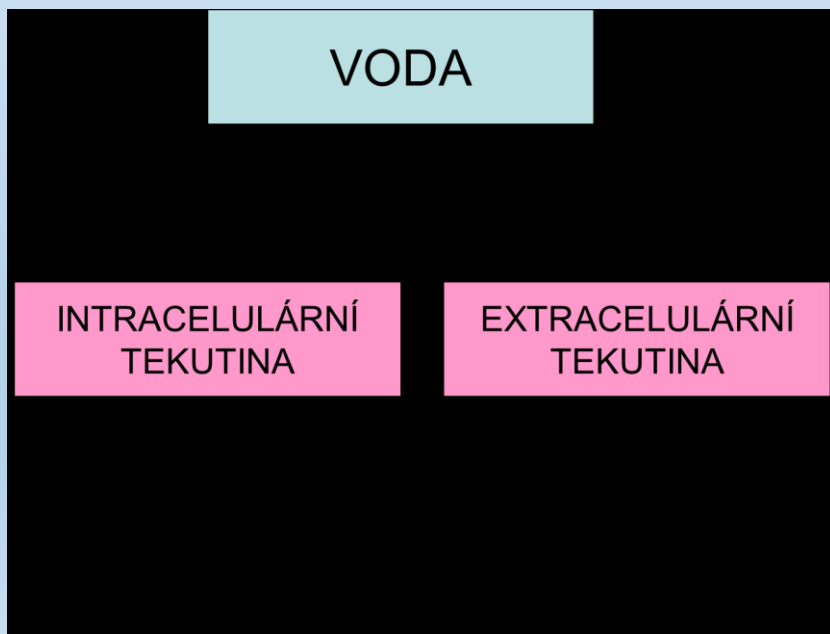 VODA
INTRACELULÁRNÍ
TEKUTINA
EXTRACELULÁRNÍ
TEKUTINA